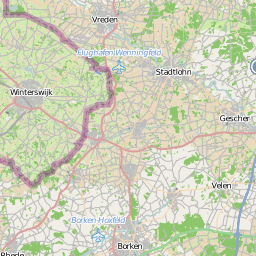 Vreden
Flughafen Wenningfeld
Stadtlohn
Winterswijk
Gescher
Velen
Borken-Hoxfeld
Borken